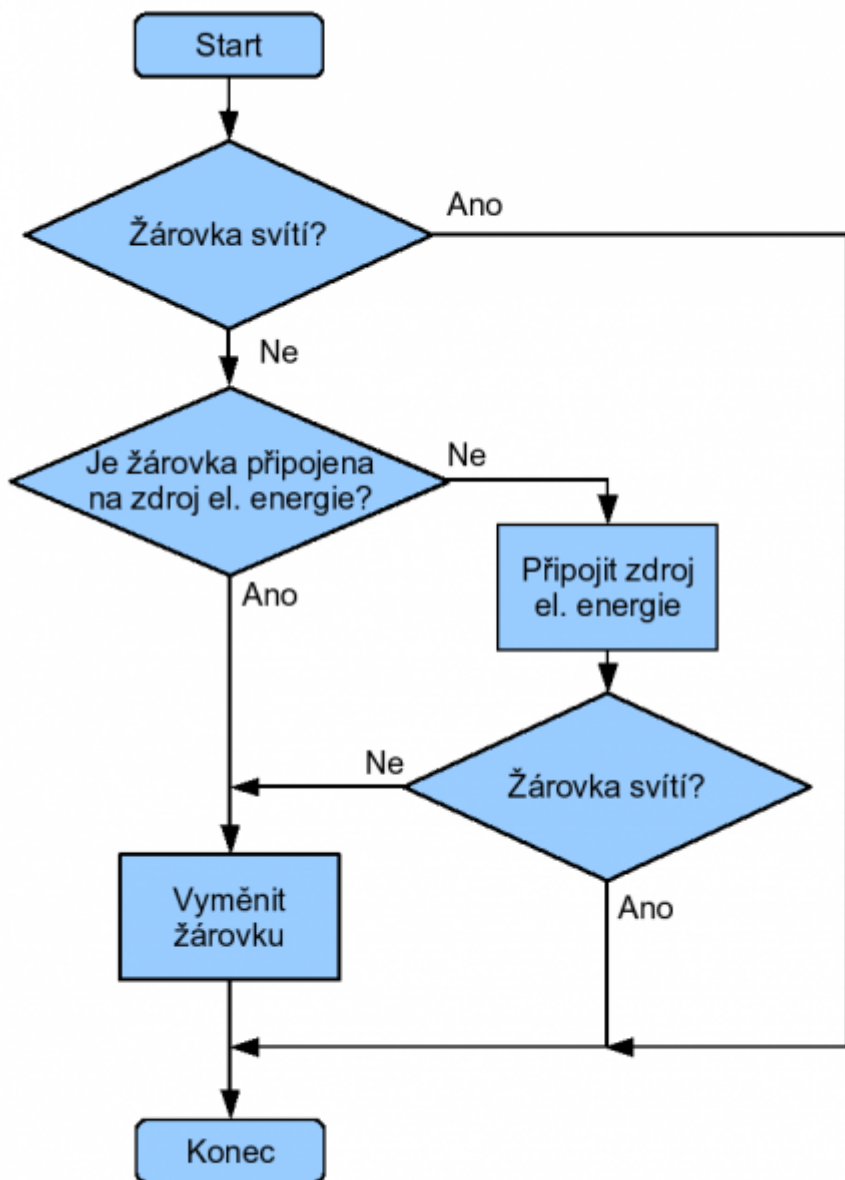 Start
Žárovka svítí?
Ano
Ne
Je žárovka připojena
na zdroj el. energie?
Ne
Připojit zdroj
el. energie
Ano
Žárovka svítí?
Ne
Vyměnit
žárovku
Ano
Konec